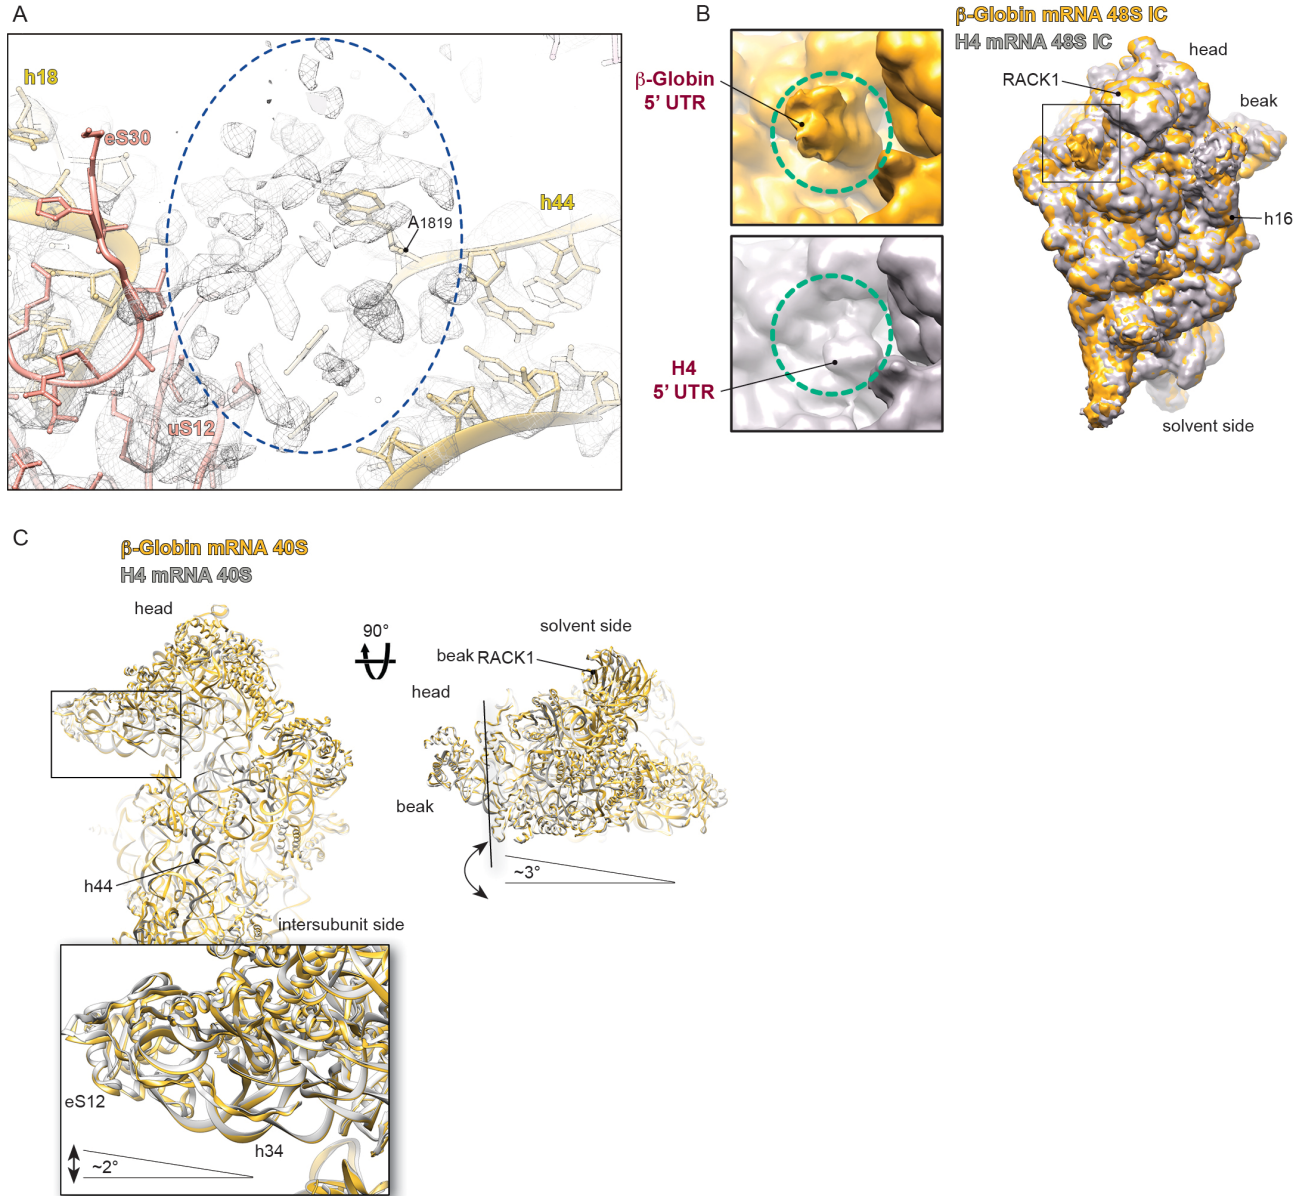 A
h18
eS30
A1819
h44
uS12
B
β-Globin
5' UTR
H4
5' UTR
β-Globin mRNA 48S IC
H4 mRNA 48S IC
head
RACK1
beak
h16
solvent side
C
β-Globin mRNA 40S
H4 mRNA 40S
head
h44
intersubunit side
90°
solvent side
beak RACK1
head
beak
~3°
eS12
h34
~2°